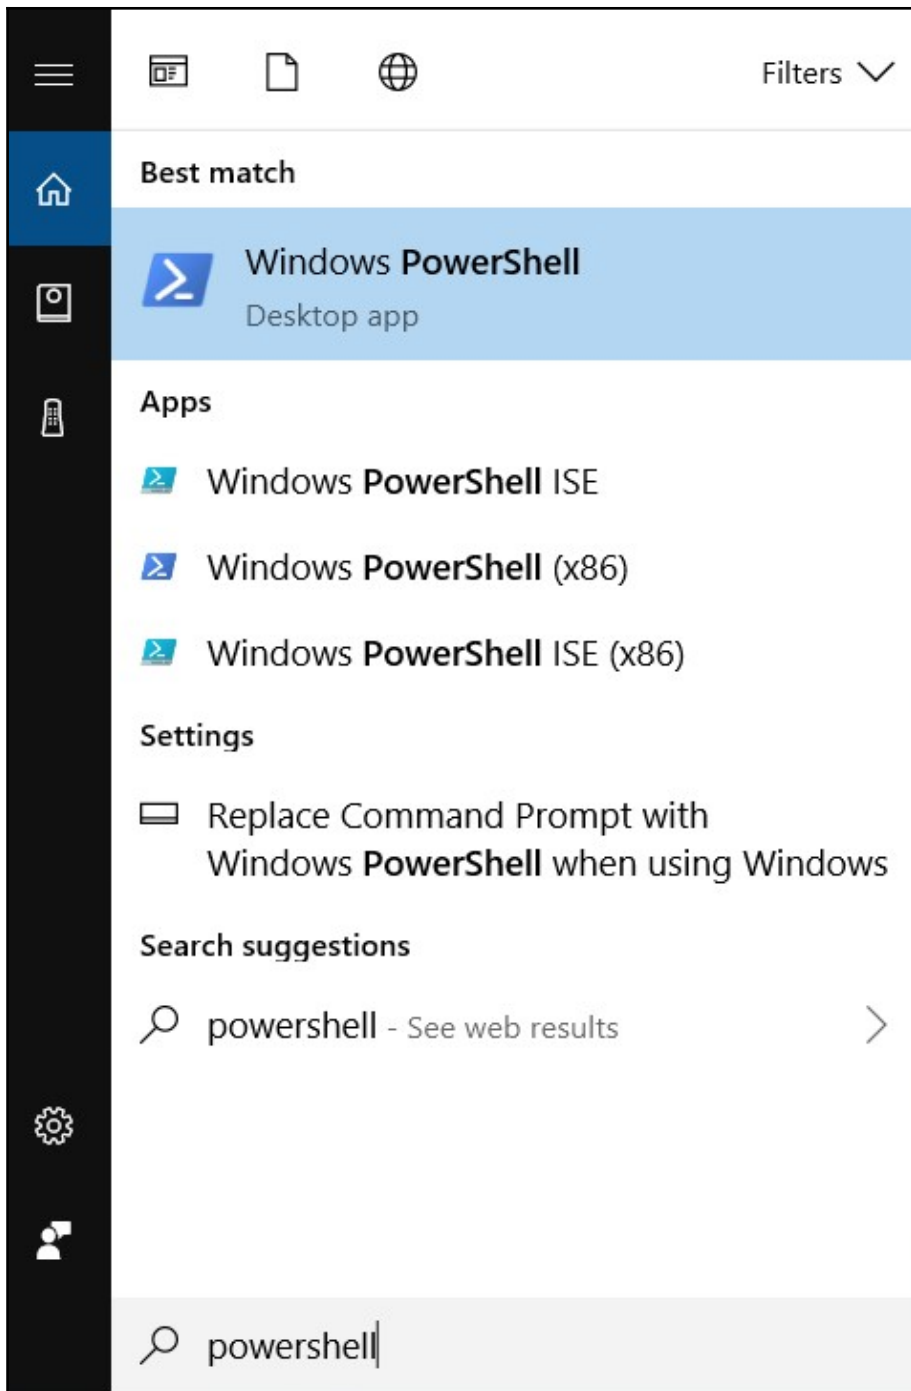 Filters
Best match
Windows PowerShell
Desktop app
Apps
Windows PowerShell ISE
Windows PowerShell (x86)
Windows PowerShell ISE (x86)
Settings
Replace Command Prompt with
Windows PowerShell when using Windows
Search suggestions
powershell - See web results
powershell